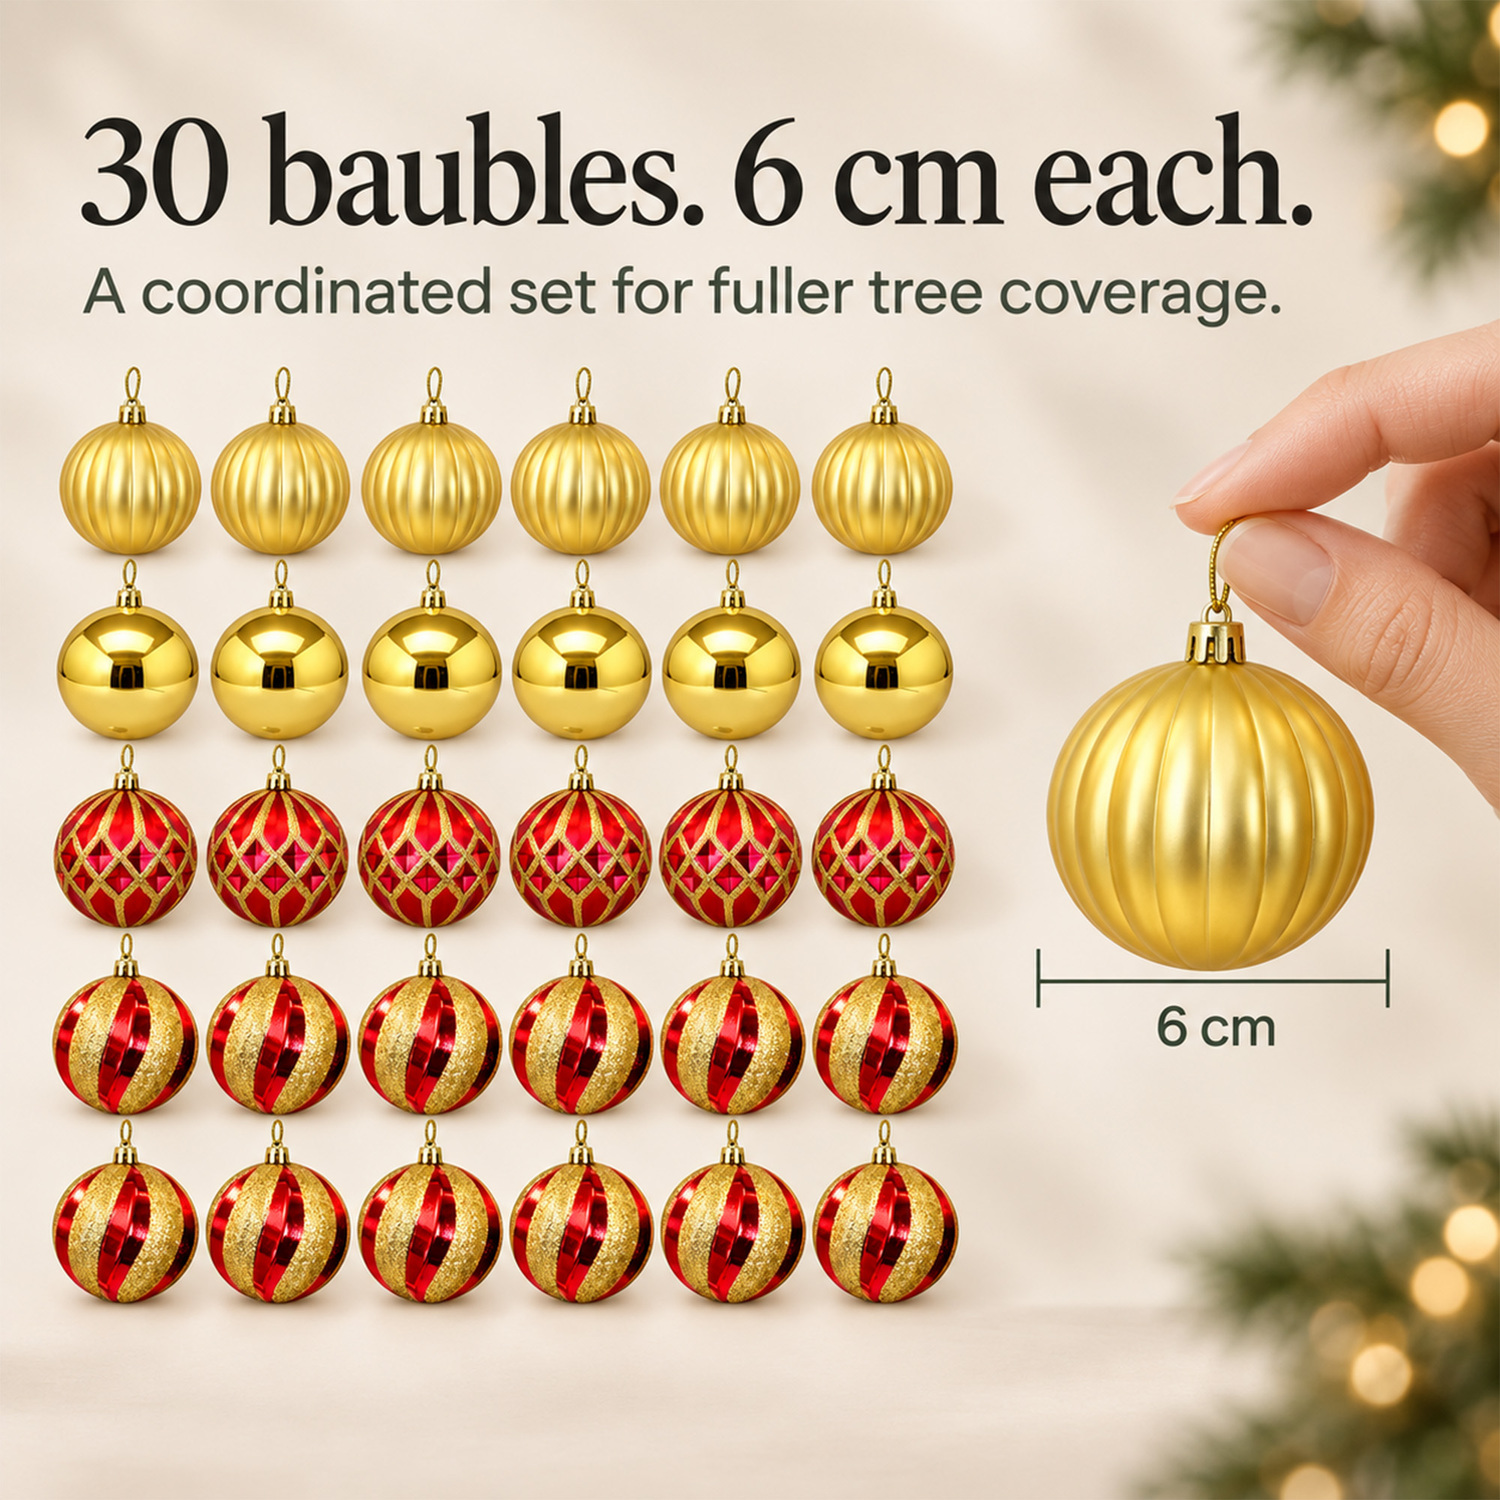 30 baubles. 6 cm each.
A coordinated set for fuller tree coverage.
6 cm